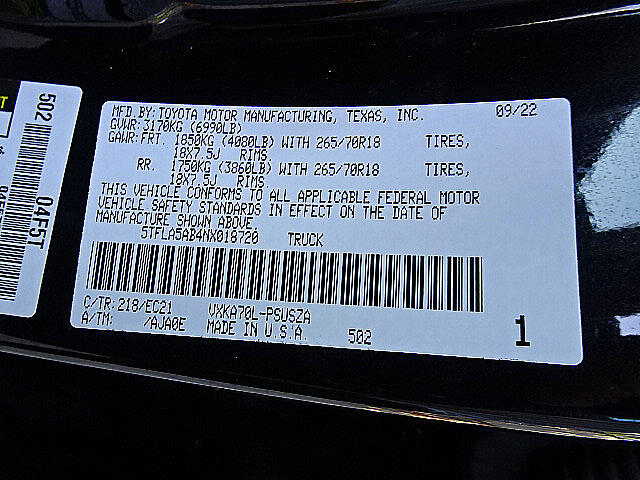 MFD.BY:TOYOTA MOTOR MANUFACTURING, TEXAS, INC. 09/22
GVWR:3170KG (6990LB)
GAWR:FRT. 1850KG (4080LB) WITH 265/70R18 TIRES,
18X7.5J RIMS.
RR. 1750KG (3860LB) WITH 265/70R18 TIRES,
18X7.5J RIMS.
THIS VEHICLE CONFORMS TO ALL APPLICABLE FEDERAL MOTOR
VEHICLE SAFETY STANDARDS IN EFFECT ON THE DATE OF
MANUFACTURE SHOWN ABOVE.
5TFLA5AB4NX018720 TRUCK
C/TR:218/EC21 VXKA70L-PSUSZA
A/TM: /AJA0E MADE IN U.S.A. 502
1
502
04F5T